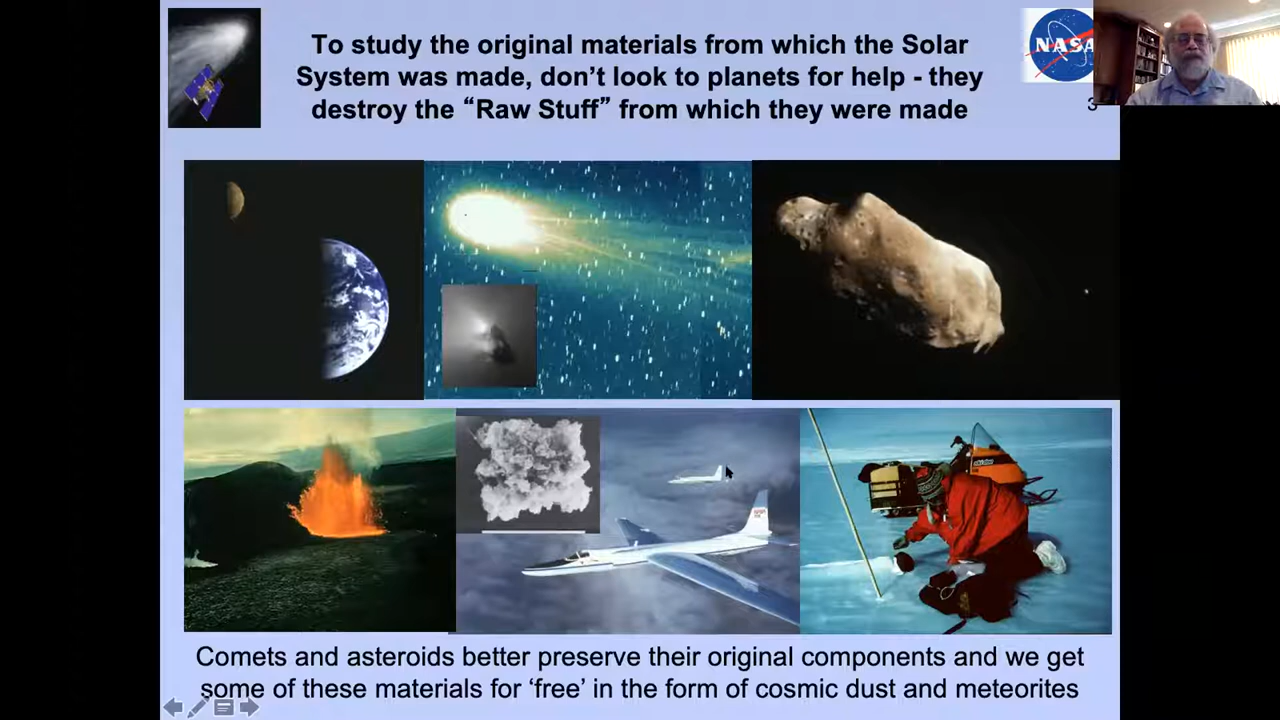 To study the original materials from which the Solar
System was made, don’t look to planets for help - they
destroy the “Raw Stuff” from which they were made
NASA
3
Comets and asteroids better preserve their original components and we get
some of these materials for ‘free’ in the form of cosmic dust and meteorites